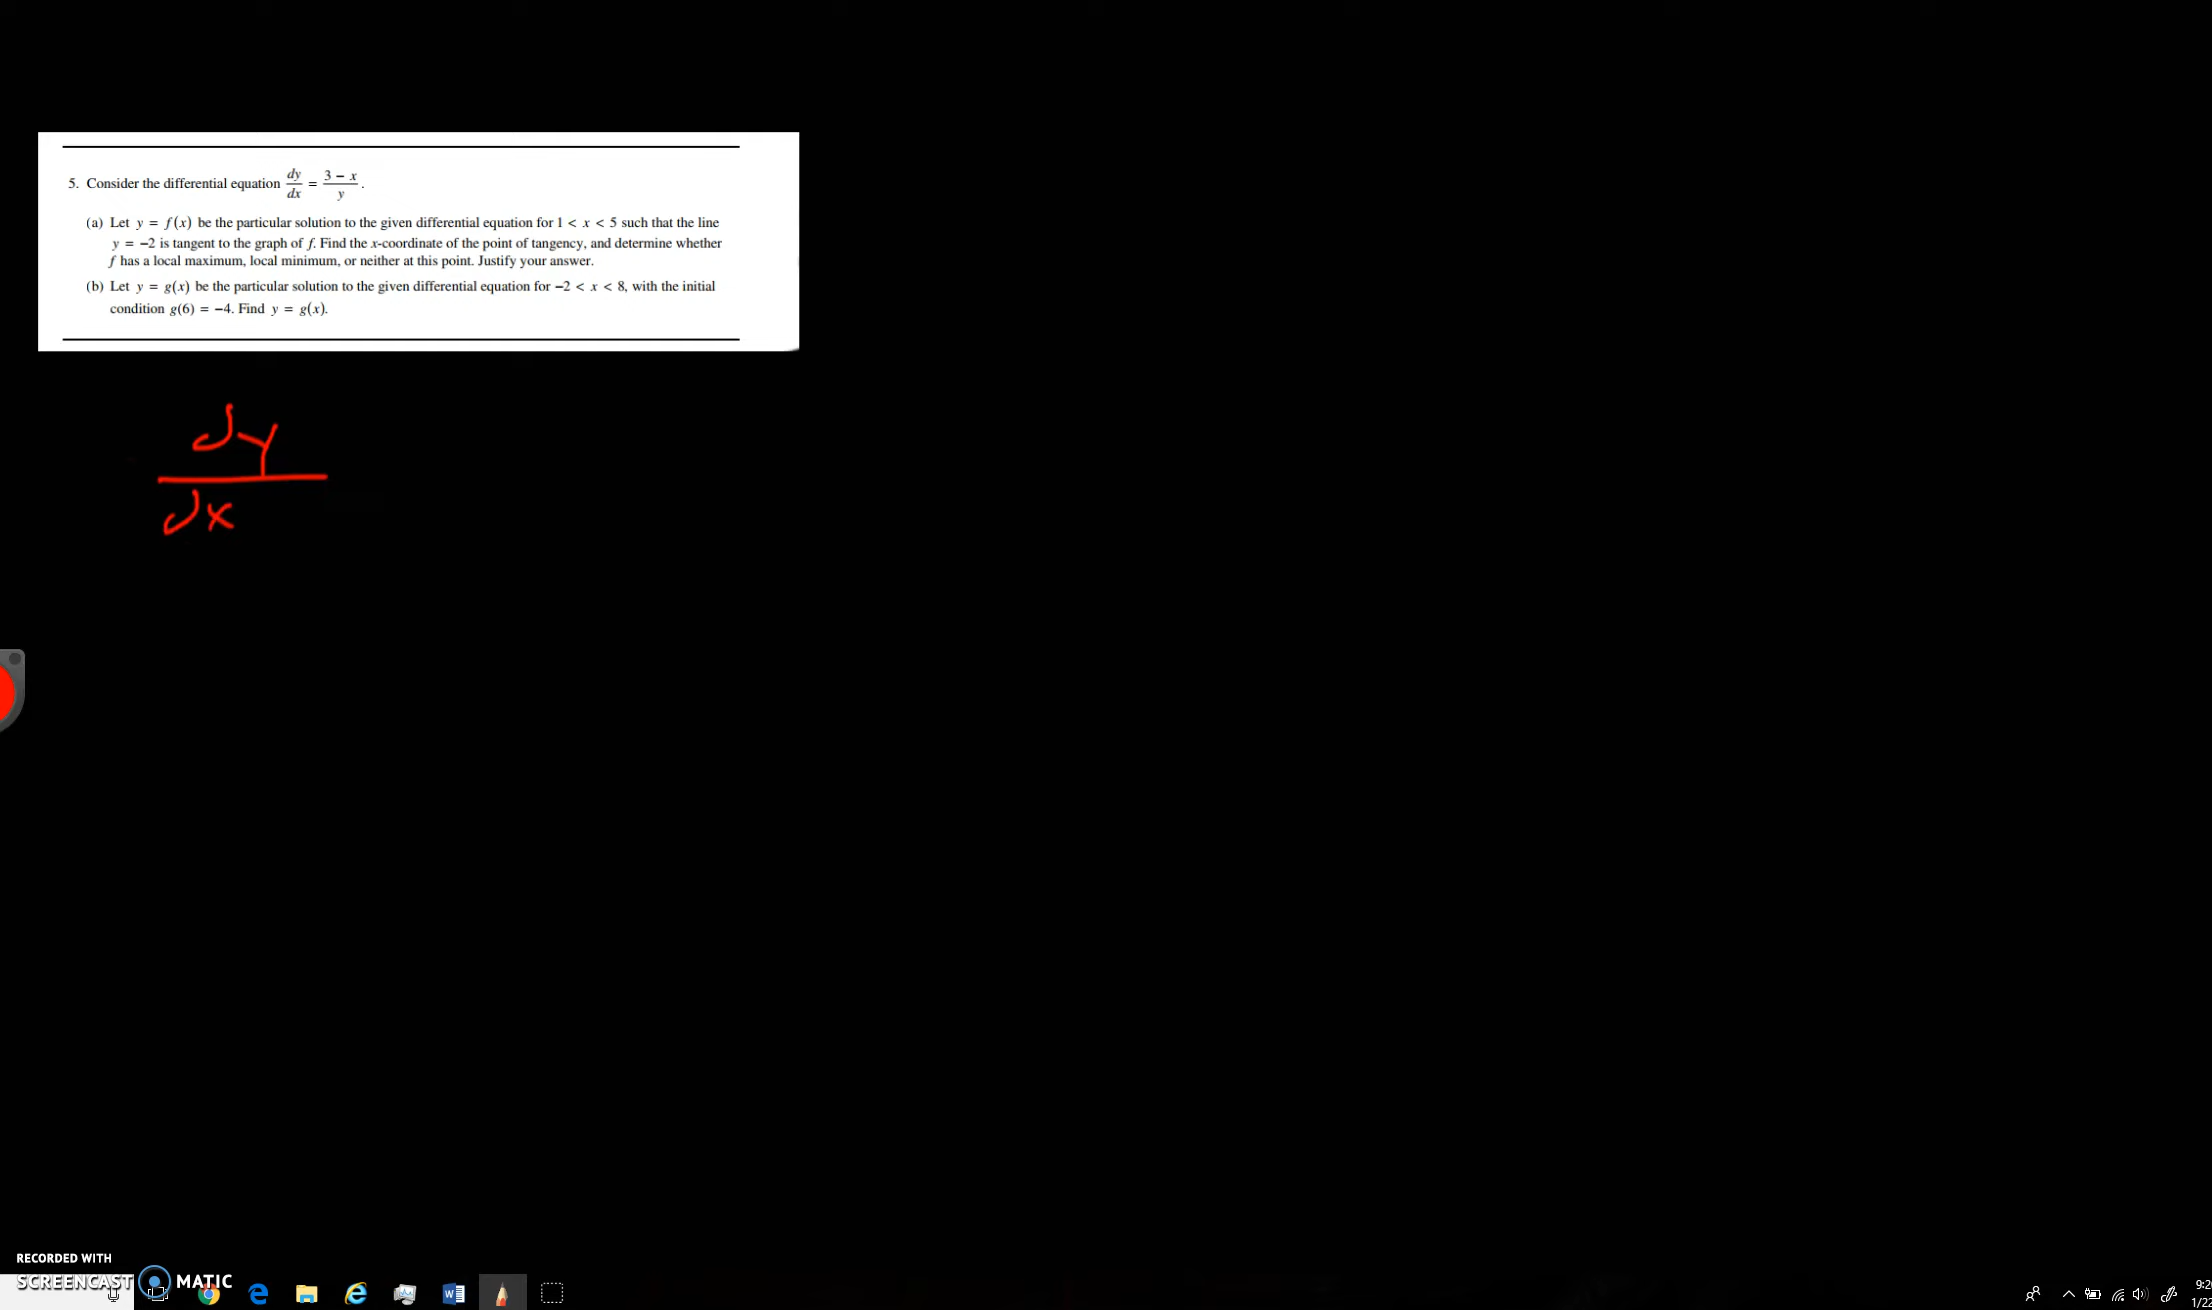 5. Consider the differential equation dy/dx = (3 − x)/y.
(a) Let y = f(x) be the particular solution to the given differential equation for 1 < x < 5 such that the line
y = −2 is tangent to the graph of f. Find the x-coordinate of the point of tangency, and determine whether
f has a local maximum, local minimum, or neither at this point. Justify your answer.
(b) Let y = g(x) be the particular solution to the given differential equation for −2 < x < 8, with the initial
condition g(6) = −4. Find y = g(x).
dy
dx
RECORDED WITH
SCREENCAST MATIC
9:2
1/22